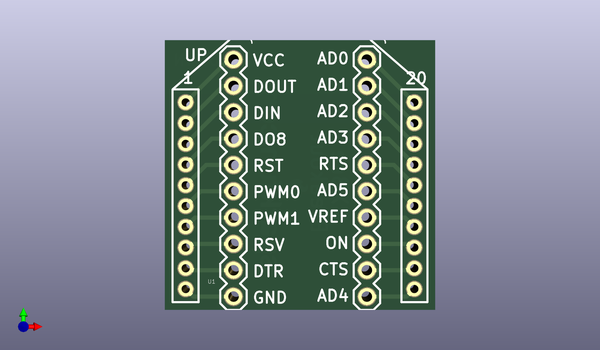 UP
1
20
VCC AD0
DOUT AD1
DIN AD2
DO8 AD3
RST RTS
PWM0 AD5
PWM1 VREF
RSV ON
DTR CTS
U1
GND AD4